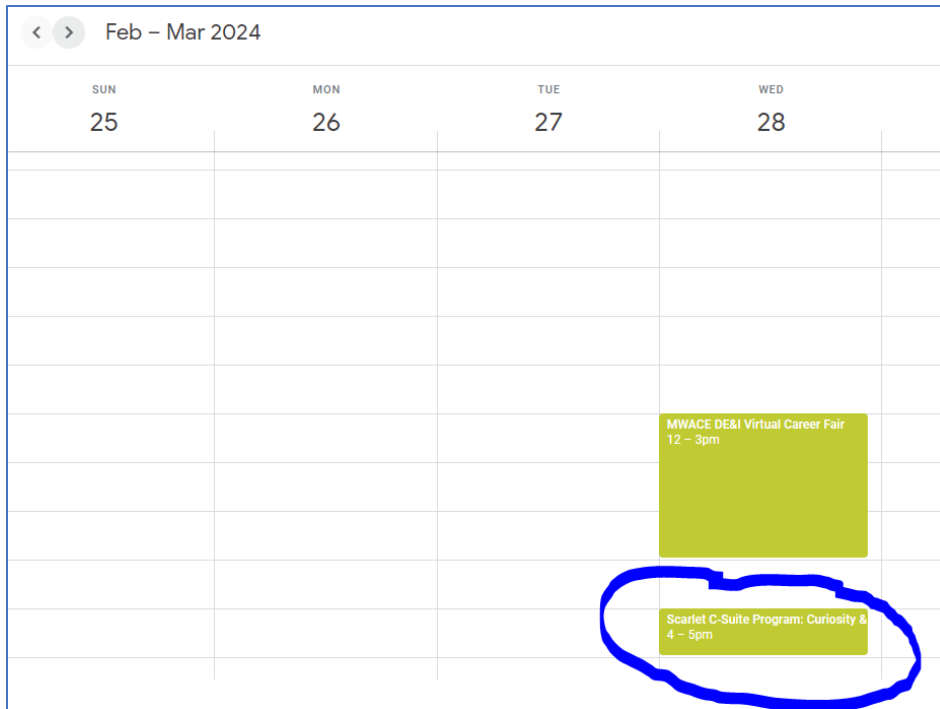 Feb – Mar 2024
SUN
MON
TUE
WED
25
26
27
28
MWACE DE&I Virtual Career Fair
12 – 3pm
Scarlet C-Suite Program: Curiosity &
4 – 5pm